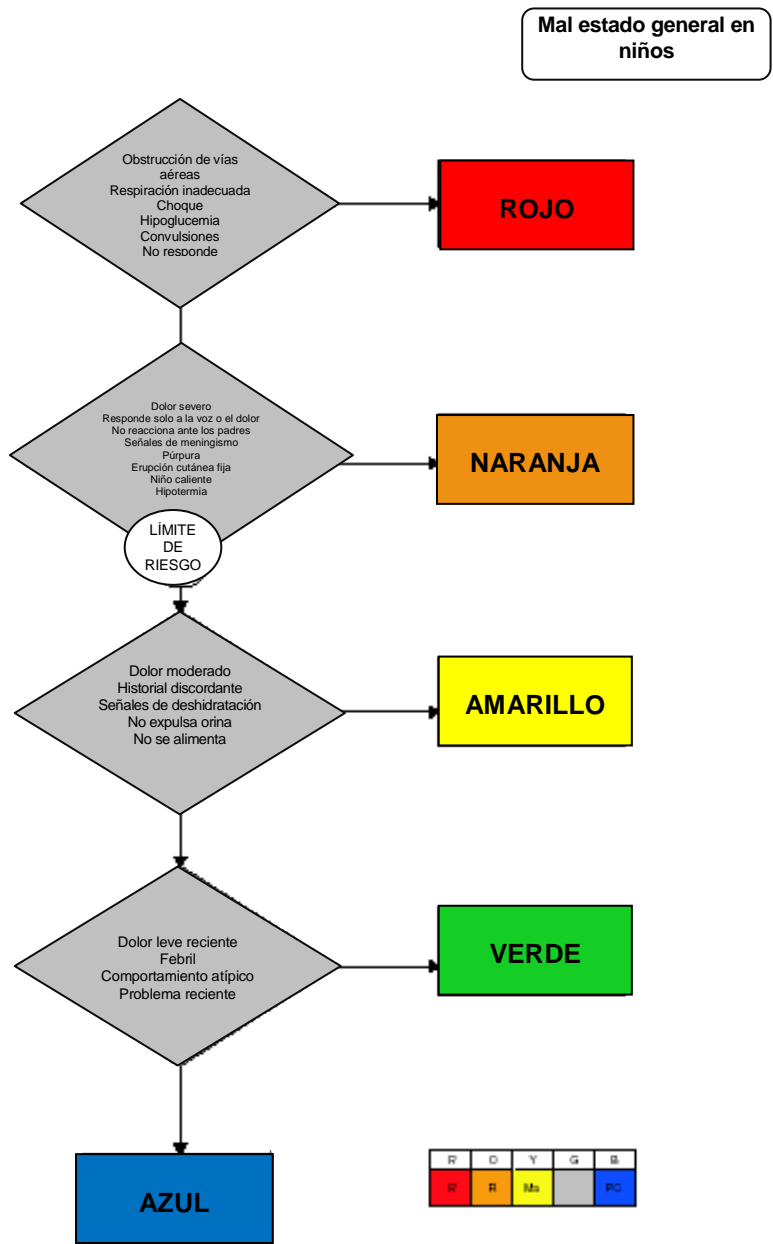 Mal estado general en
niños
Obstrucción de vías
aéreas
Respiración inadecuada
Choque
Hipoglucemia
Convulsiones
No responde
ROJO
Dolor severo
Responde solo a la voz o el dolor
No reacciona ante los padres
Señales de meningismo
Púrpura
Erupción cutánea fija
Niño caliente
Hipotermia
NARANJA
LÍMITE
DE
RIESGO
Dolor moderado
Historial discordante
Señales de deshidratación
No expulsa orina
No se alimenta
AMARILLO
Dolor leve reciente
Febril
Comportamiento atípico
Problema reciente
VERDE
AZUL
R O Y G B
R R Ma PC